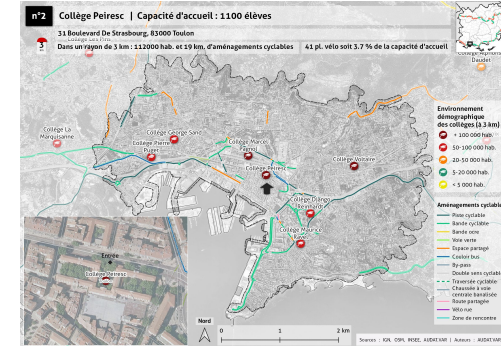 n°2
Collège Peiresc | Capacité d'accueil : 1100 élèves
31 Boulevard De Strasbourg, 83000 Toulon
Dans un rayon de 3 km : 112000 hab. et 19 km. d'aménagements cyclables
41 pl. vélo soit 3.7 % de la capacité d'accueil
3
Collège Alphonse
Daudet
Collège La
Marquisanne
Collège George Sand
Collège Pierre
Puget
Collège Marcel
Pagnol
Collège Peiresc
Collège Voltaire
Collège Django
Reinhardt
Collège Maurice
Ravel
Entrée
Collège Peiresc
Nord
0 1 2 km
Environnement
démographique
des collèges (à 3 km)
+ 100 000 hab.
50-100 000 hab.
20-50 000 hab.
5-20 000 hab.
< 5 000 hab.
Aménagements cyclables
Piste cyclable
Bande cyclable
Bande ocre
Voie verte
Espace partagé
Couloir bus
By-pass
Double sens cyclable
Traversée cyclable
Chaussée à voie
centrale banalisée
Route partagée
Vélo rue
Zone de rencontre
Sources : IGN, OSM, INSEE, AUDAT.VAR | Auteurs : AUDAT.VAR